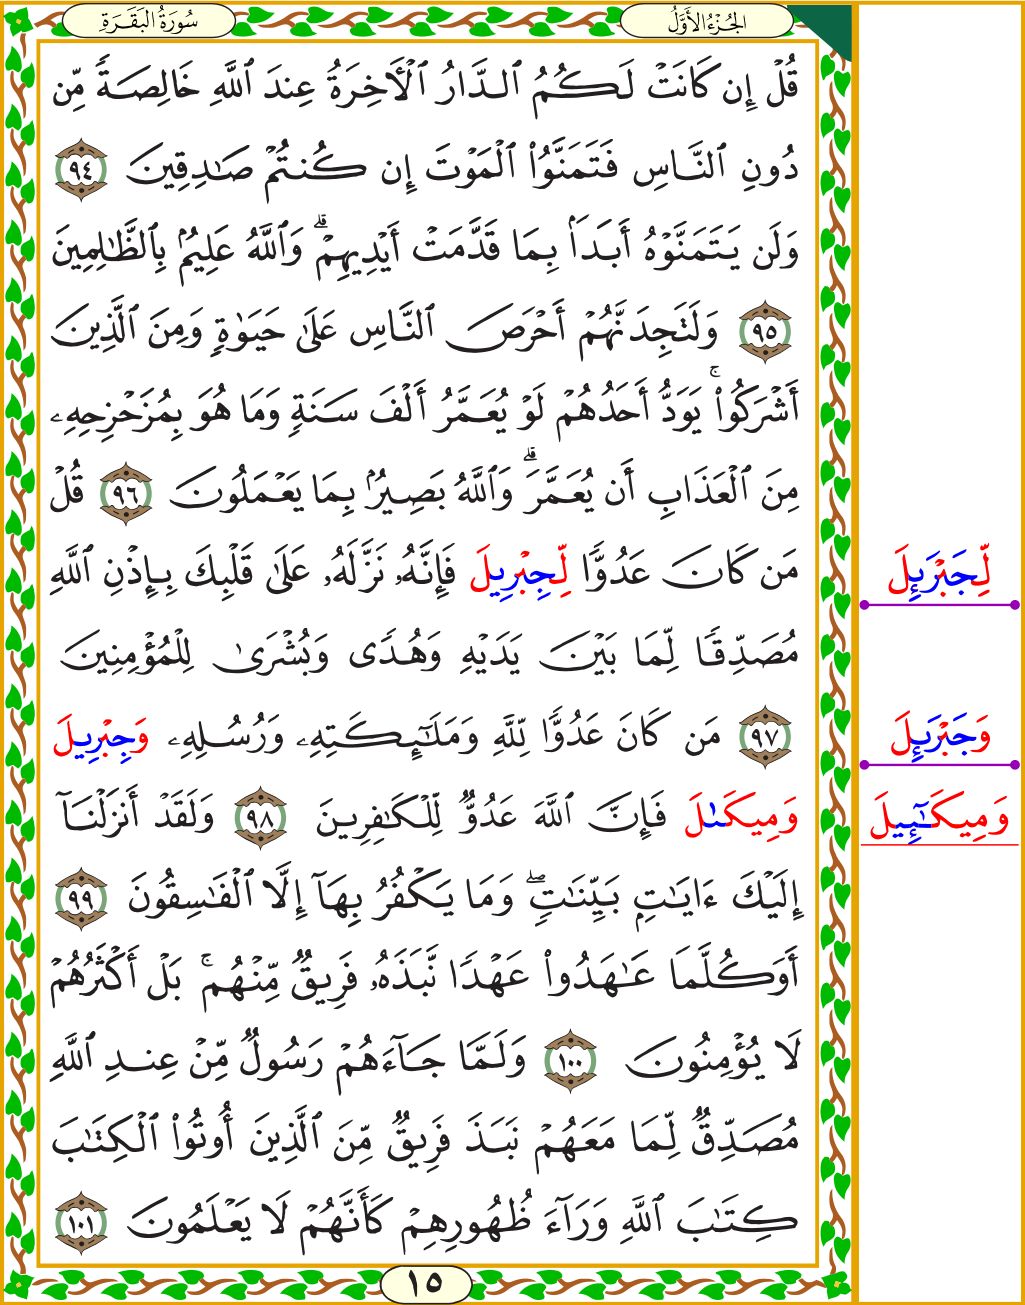 الجُزْءُ الأَوَّلُ
سُورَةُ البَقَرَةِ
قُلْ إِن كَانَتْ لَكُمُ ٱلدَّارُ ٱلْأَخِرَةُ عِندَ ٱللَّهِ خَالِصَةً مِّن
دُونِ ٱلنَّاسِ فَتَمَنَّوُاْ ٱلْمَوْتَ إِن كُنتُمْ صَٰدِقِينَ ٩٤
وَلَن يَتَمَنَّوْهُ أَبَدَۢا بِمَا قَدَّمَتْ أَيْدِيهِمْۗ وَٱللَّهُ عَلِيمُۢ بِٱلظَّٰلِمِينَ
٩٥ وَلَتَجِدَنَّهُمْ أَحْرَصَ ٱلنَّاسِ عَلَىٰ حَيَوٰةٍ وَمِنَ ٱلَّذِينَ
أَشْرَكُواْۚ يَوَدُّ أَحَدُهُمْ لَوْ يُعَمَّرُ أَلْفَ سَنَةٍ وَمَا هُوَ بِمُزَحْزِحِهِۦ
مِنَ ٱلْعَذَابِ أَن يُعَمَّرَۗ وَٱللَّهُ بَصِيرُۢ بِمَا يَعْمَلُونَ ٩٦ قُلْ
مَن كَانَ عَدُوًّا لِّجِبْرِيلَ فَإِنَّهُۥ نَزَّلَهُۥ عَلَىٰ قَلْبِكَ بِإِذْنِ ٱللَّهِ
لِّجَبْرَئِلَ
مُصَدِّقًا لِّمَا بَيْنَ يَدَيْهِ وَهُدًى وَبُشْرَىٰ لِلْمُؤْمِنِينَ
٩٧ مَن كَانَ عَدُوًّا لِّلَّهِ وَمَلَٰٓئِكَتِهِۦ وَرُسُلِهِۦ وَجِبْرِيلَ
وَجَبْرَئِلَ
وَمِيكَىٰلَ فَإِنَّ ٱللَّهَ عَدُوٌّ لِّلْكَٰفِرِينَ ٩٨ وَلَقَدْ أَنزَلْنَآ
وَمِيكَـٰٓئِيلَ
إِلَيْكَ ءَايَٰتِۭ بَيِّنَٰتٍۖ وَمَا يَكْفُرُ بِهَآ إِلَّا ٱلْفَٰسِقُونَ ٩٩
أَوَكُلَّمَا عَٰهَدُواْ عَهْدًا نَّبَذَهُۥ فَرِيقٌ مِّنْهُمۚ بَلْ أَكْثَرُهُمْ
لَا يُؤْمِنُونَ ١٠٠ وَلَمَّا جَآءَهُمْ رَسُولٌ مِّنْ عِندِ ٱللَّهِ
مُصَدِّقٌ لِّمَا مَعَهُمْ نَبَذَ فَرِيقٌ مِّنَ ٱلَّذِينَ أُوتُواْ ٱلْكِتَٰبَ
كِتَٰبَ ٱللَّهِ وَرَآءَ ظُهُورِهِمْ كَأَنَّهُمْ لَا يَعْلَمُونَ ١٠١
١٥